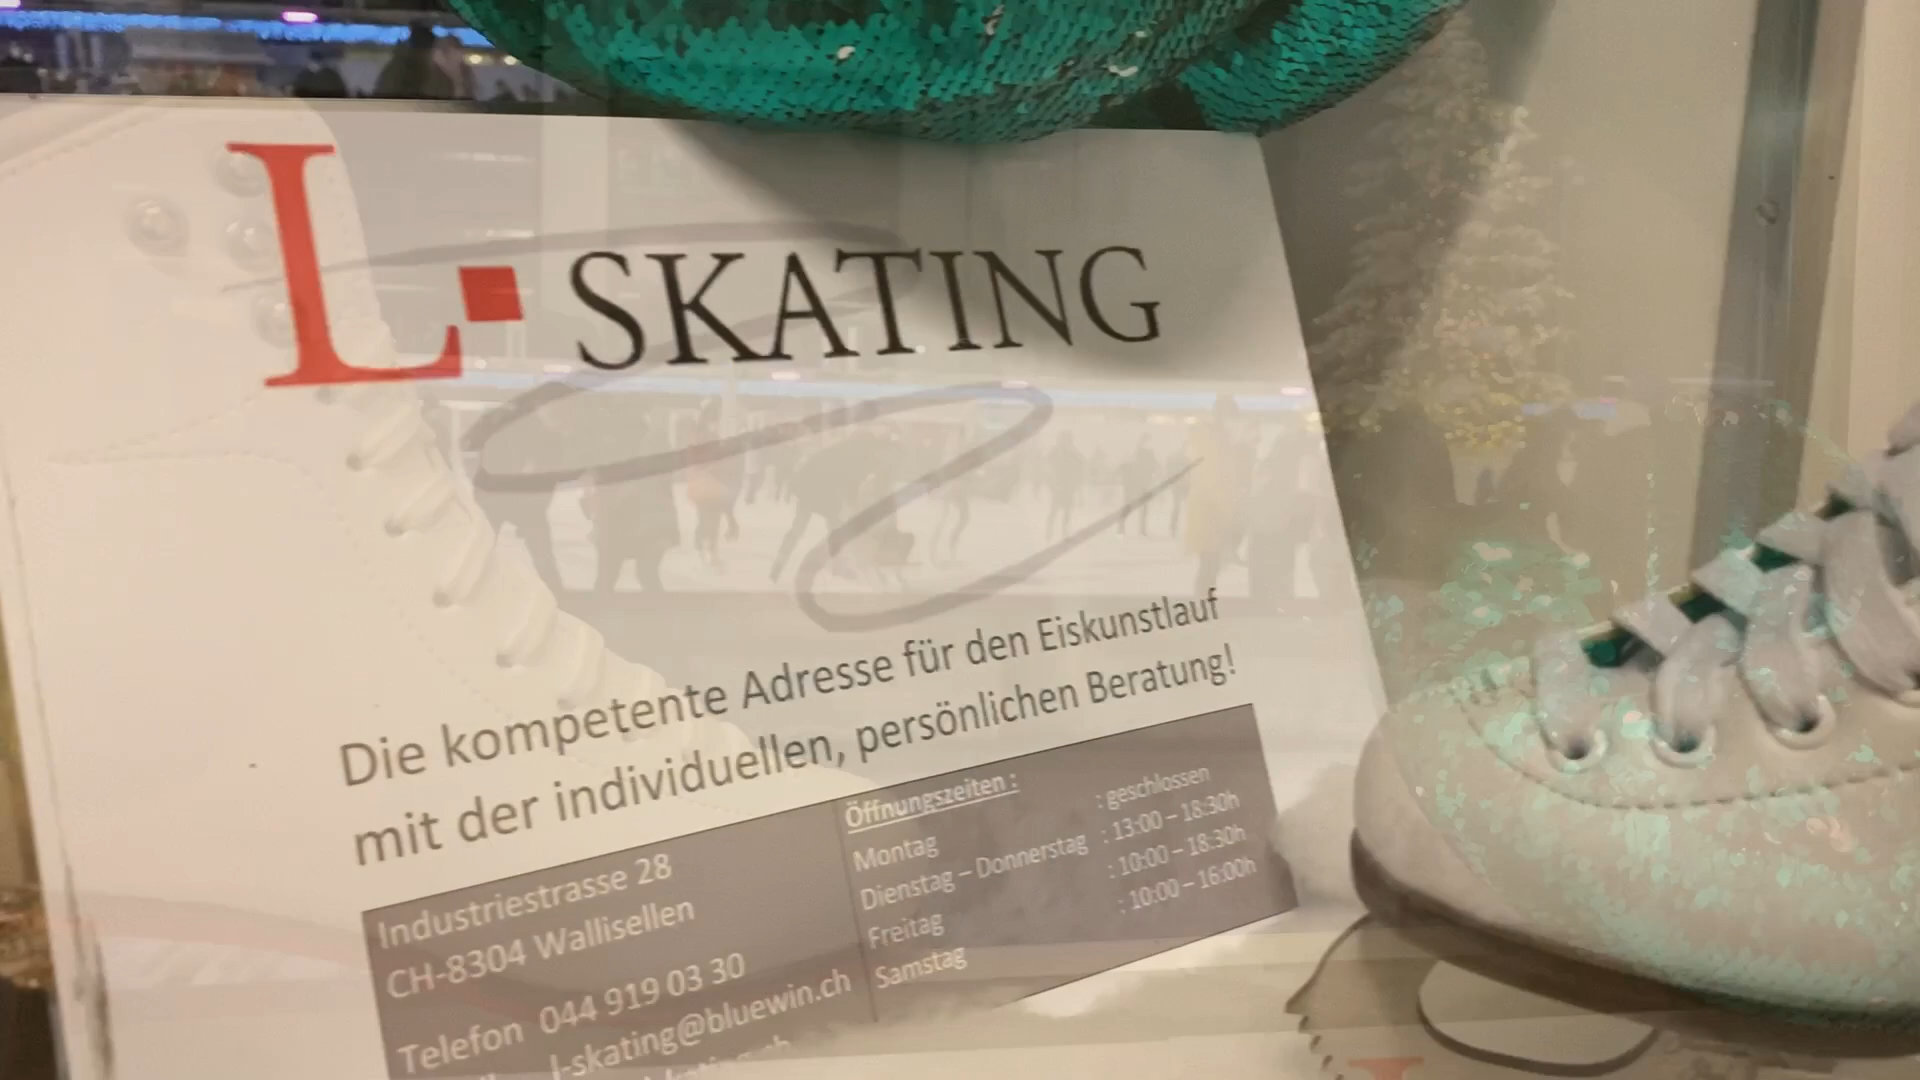 L. SKATING
Die kompetente Adresse für den Eiskunstlauf
mit der individuellen, persönlichen Beratung!
Industriestrasse 28
CH-8304 Wallisellen
Telefon 044 919 03 30
l-skating@bluewin.ch
Öffnungszeiten :
Montag : geschlossen
Dienstag – Donnerstag : 13:00 – 18:30h
Freitag : 10:00 – 18:30h
Samstag : 10:00 – 16:00h